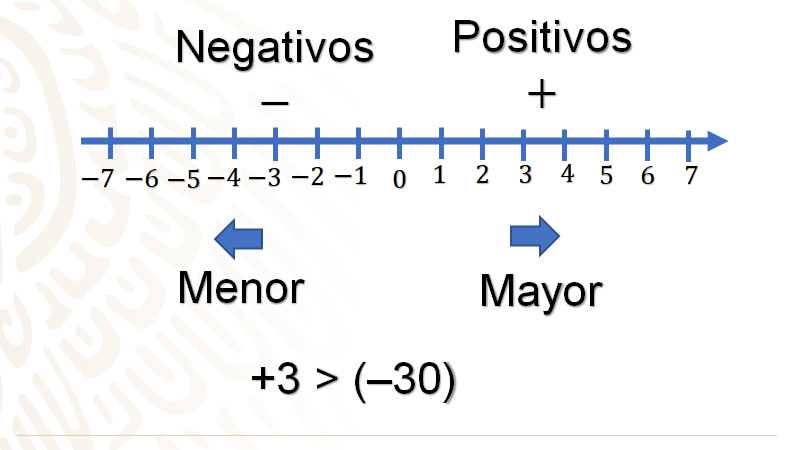 Negativos Positivos
− +
−7 −6 −5 −4 −3 −2 −1 0 1 2 3 4 5 6 7
Menor Mayor
+3 > (–30)